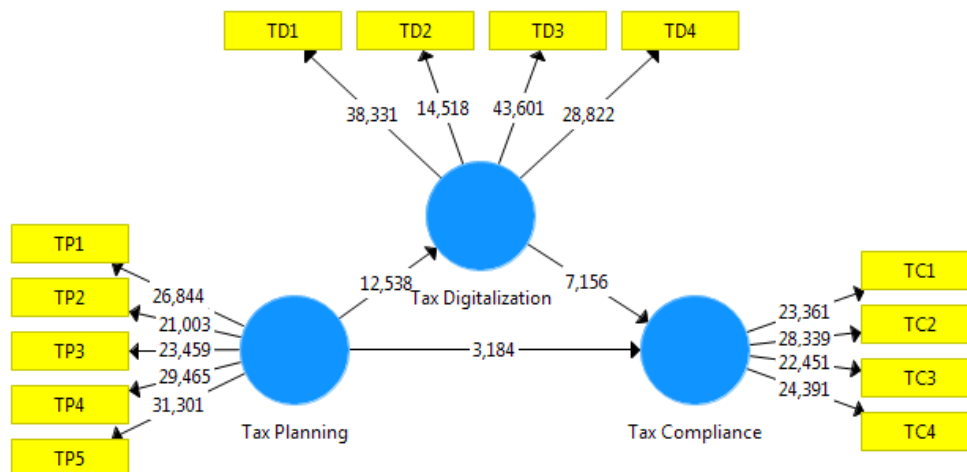 TD1 TD2 TD3 TD4
38,331 14,518 43,601 28,822
TP1
TP2
TP3
TP4
TP5
26,844
21,003
23,459
29,465
31,301
12,538
Tax Digitalization
7,156
3,184
Tax Planning
Tax Compliance
23,361
28,339
22,451
24,391
TC1
TC2
TC3
TC4